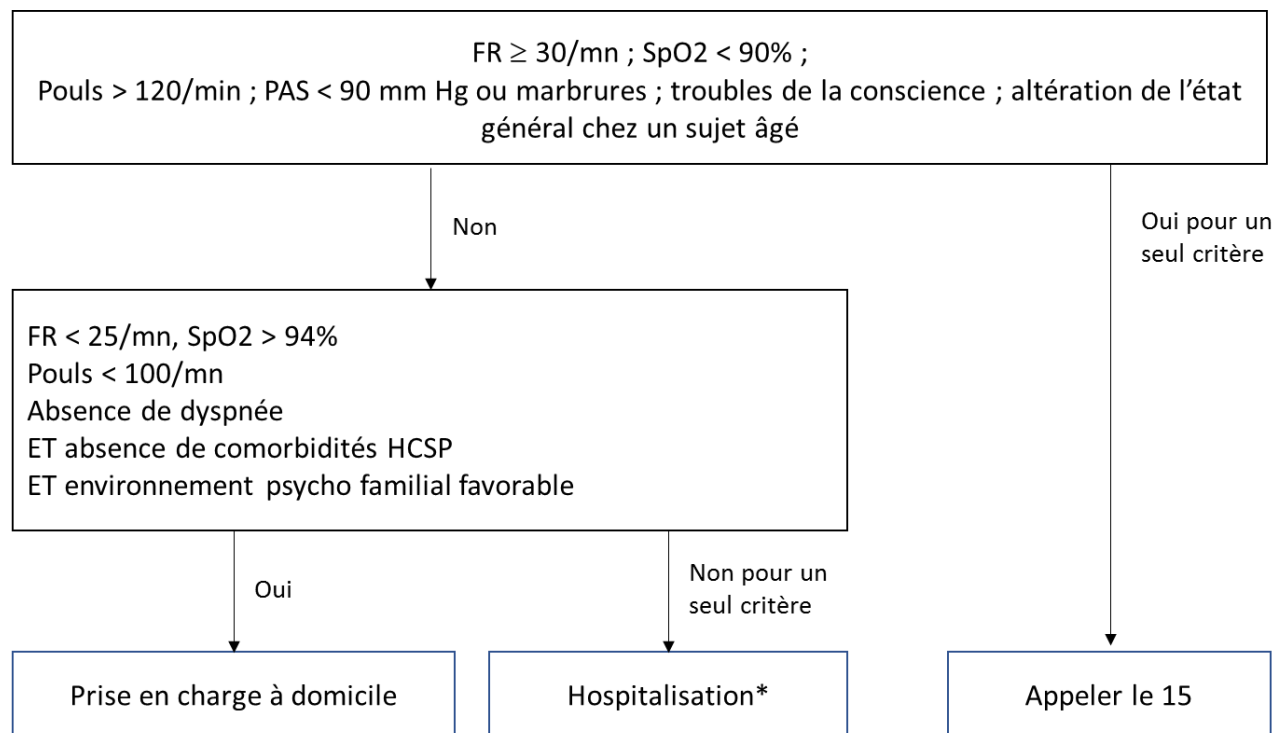 FR ≥ 30/mn ; SpO2 < 90% ;
Pouls > 120/min ; PAS < 90 mm Hg ou marbrures ; troubles de la conscience ; altération de l’état
général chez un sujet âgé
Non
Oui pour un
seul critère
FR < 25/mn, SpO2 > 94%
Pouls < 100/mn
Absence de dyspnée
ET absence de comorbidités HCSP
ET environnement psycho familial favorable
Oui
Non pour un
seul critère
Prise en charge à domicile
Hospitalisation*
Appeler le 15